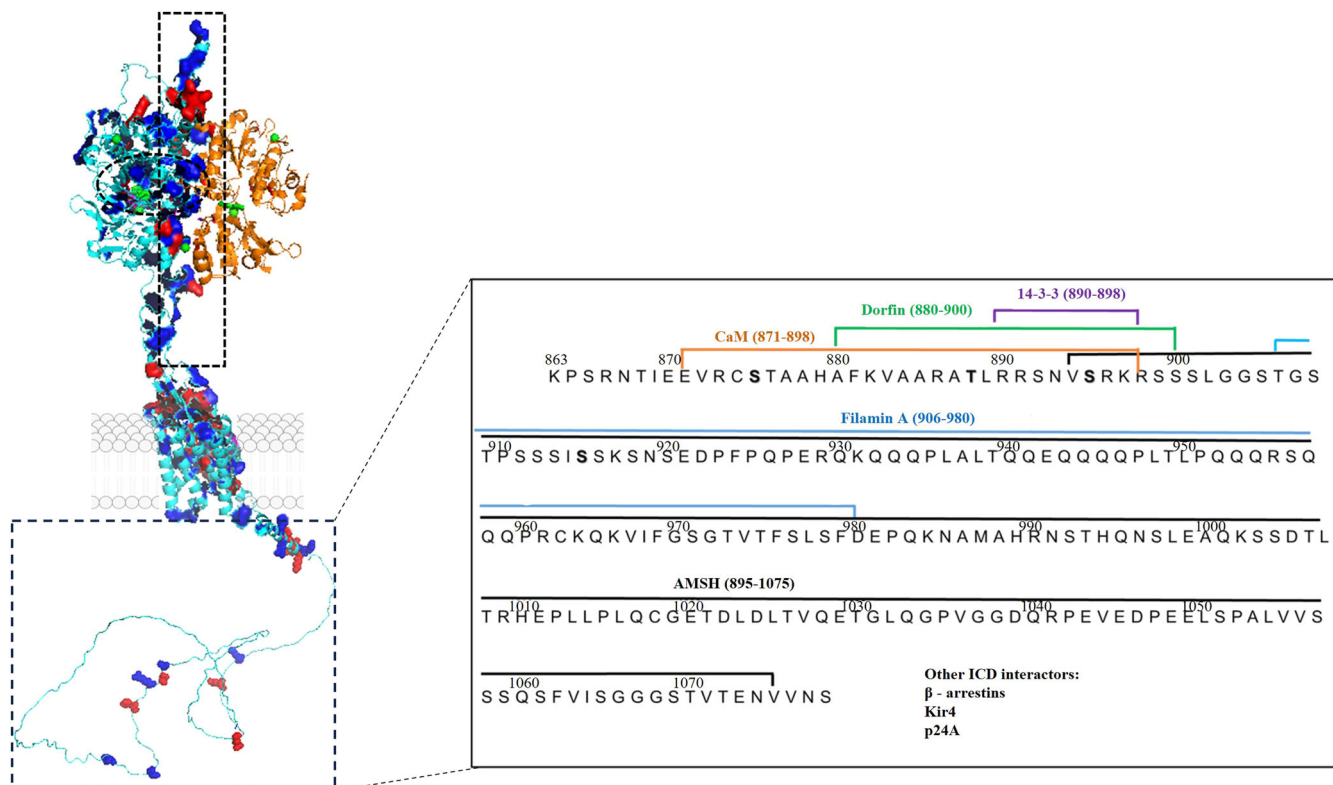 14-3-3 (890-898)
Dorfin (880-900)
CaM (871-898)
863 870 880 890 900
K P S R N T I E E V R C S T A A H A F K V A A R A T L R R S N V S R K R S S S L G G S T G S
Filamin A (906-980)
910 920 930 940 950
T P S S S I S S K S N S E D P F P Q P E R Q K Q Q Q P L A L T Q Q E Q Q Q Q P L T L P Q Q Q R S Q
960 970 980 990 1000
Q Q P R C K Q K V I F G S G T V T F S L S F D E P Q K N A M A H R N S T H Q N S L E A Q K S S D T L
AMSH (895-1075)
1010 1020 1030 1040 1050
T R H E P L L P L Q C G E T D L D L T V Q E T G L Q G P V G G D Q R P E V E D P E E L S P A L V V S
1060 1070
S S Q S F V I S G G G S T V T E N V V N S
Other ICD interactors:
β - arrestins
Kir4
p24A